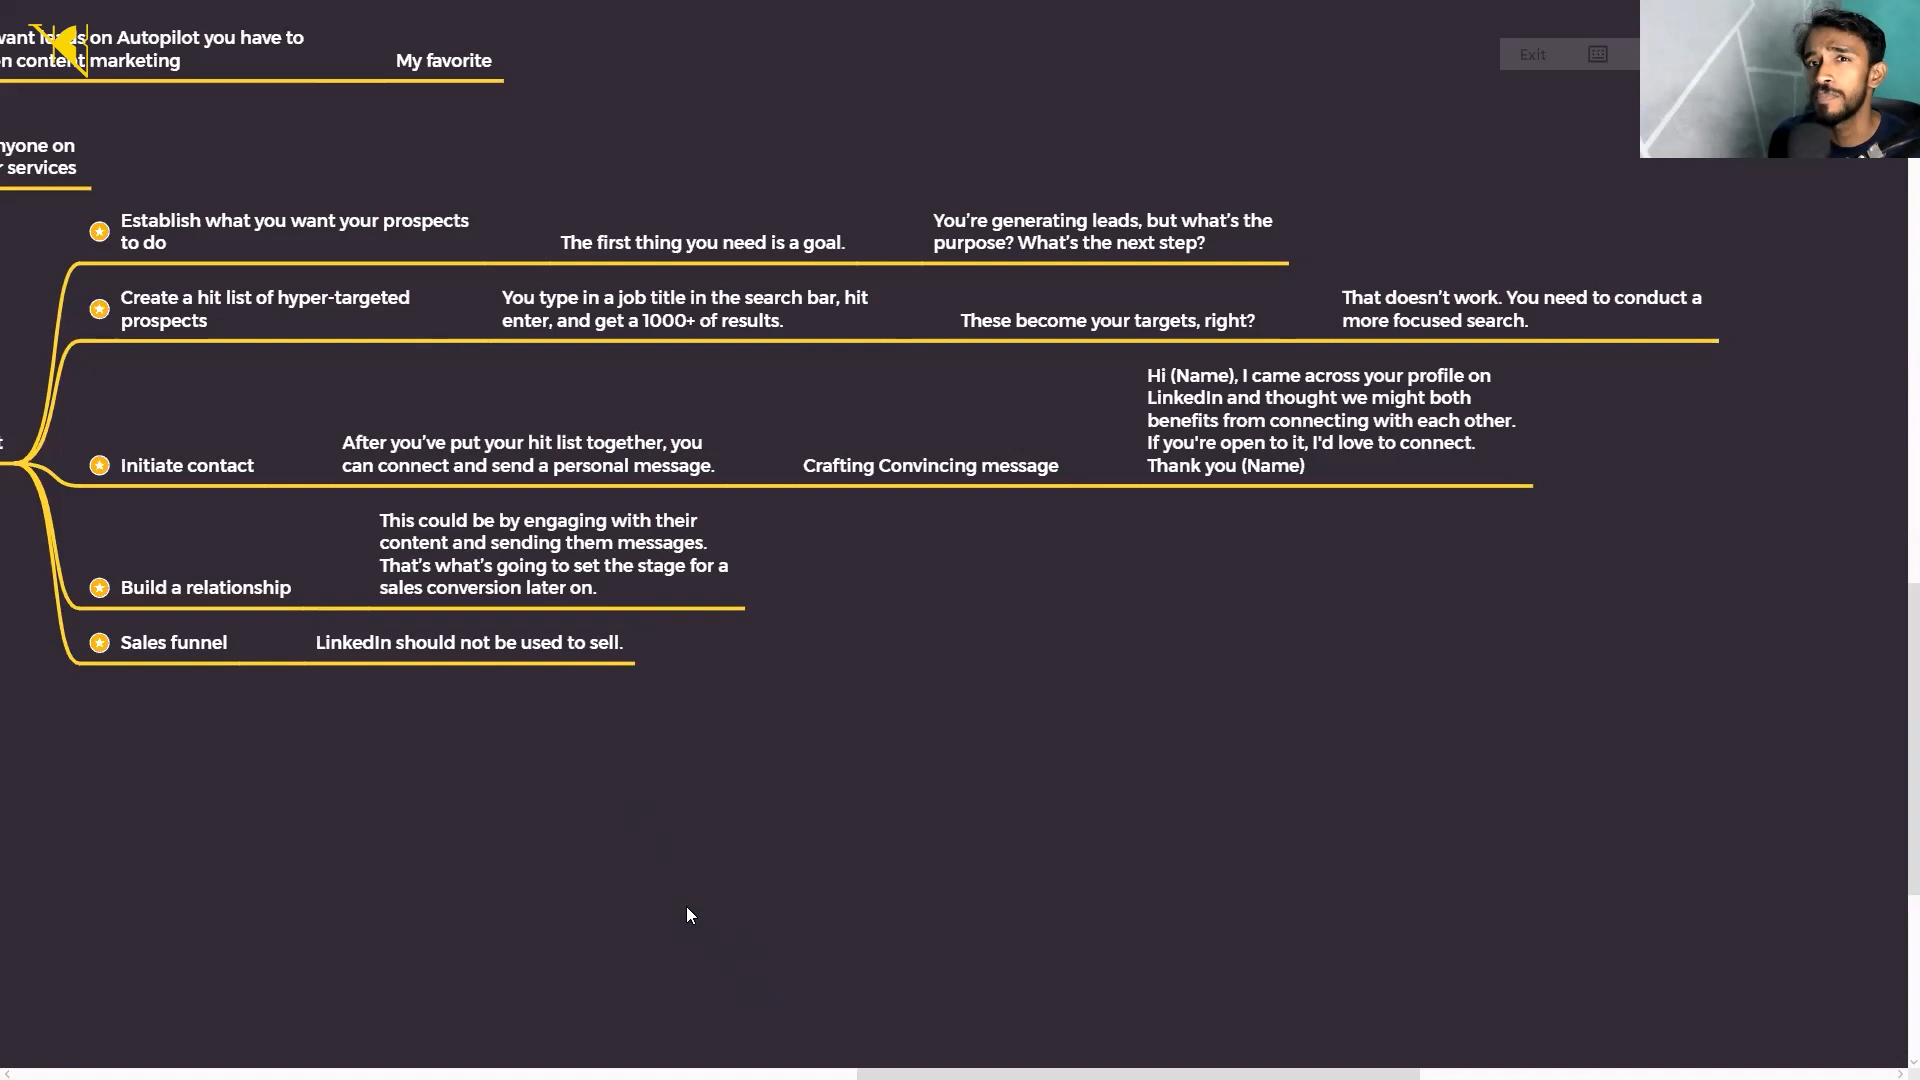 want leads on Autopilot you have to
n content marketing
My favorite
Exit
nyone on
r services
Establish what you want your prospects
to do
The first thing you need is a goal.
You’re generating leads, but what’s the
purpose? What’s the next step?
Create a hit list of hyper-targeted
prospects
You type in a job title in the search bar, hit
enter, and get a 1000+ of results.
These become your targets, right?
That doesn’t work. You need to conduct a
more focused search.
Initiate contact
After you’ve put your hit list together, you
can connect and send a personal message.
Crafting Convincing message
Hi (Name), I came across your profile on
LinkedIn and thought we might both
benefits from connecting with each other.
If you're open to it, I'd love to connect.
Thank you (Name)
Build a relationship
This could be by engaging with their
content and sending them messages.
That’s what’s going to set the stage for a
sales conversion later on.
Sales funnel
LinkedIn should not be used to sell.